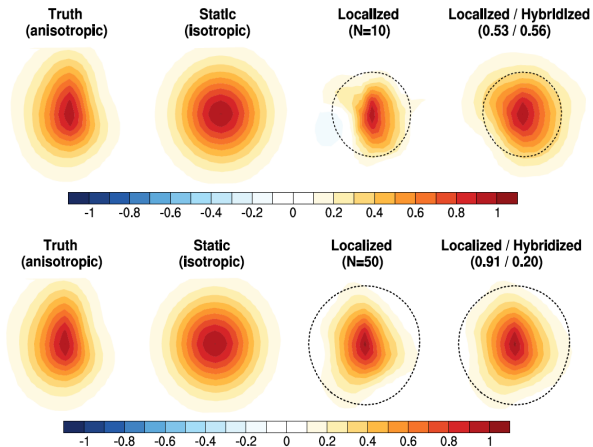 Truth
(anisotropic)
Static
(isotropic)
Localized
(N=10)
Localized / Hybridized
(0.53 / 0.56)
-1 -0.8 -0.6 -0.4 -0.2 0 0.2 0.4 0.6 0.8 1
Truth
(anisotropic)
Static
(isotropic)
Localized
(N=50)
Localized / Hybridized
(0.91 / 0.20)
-1 -0.8 -0.6 -0.4 -0.2 0 0.2 0.4 0.6 0.8 1